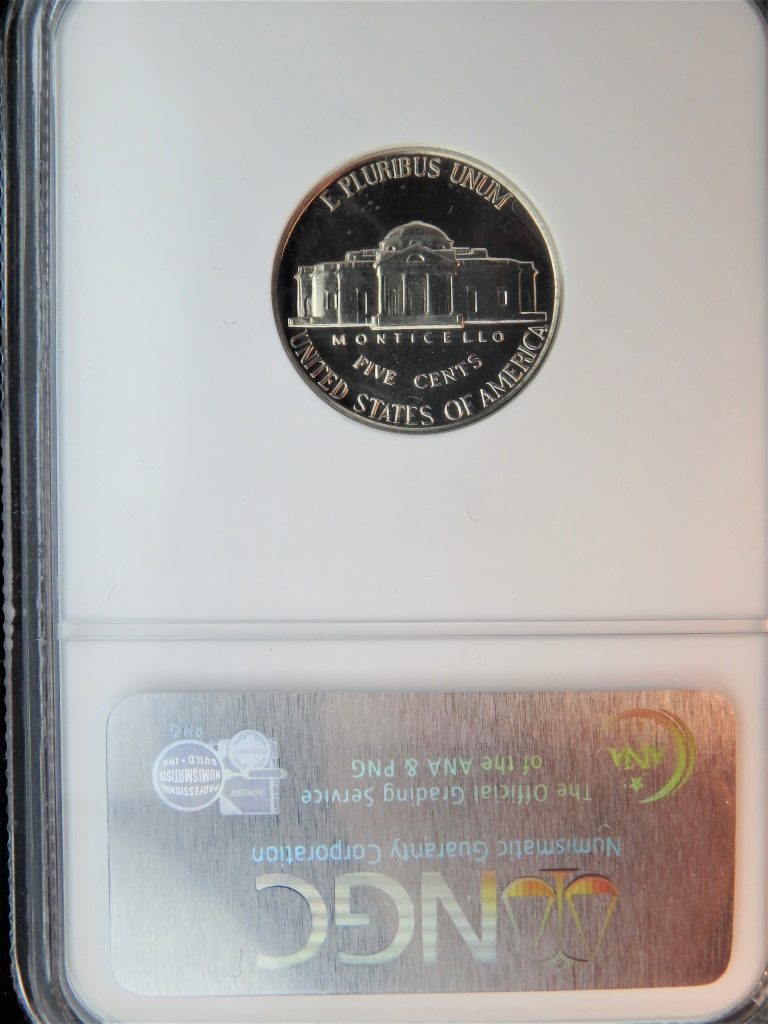 E PLURIBUS UNUM
MONTICELLO
FIVE CENTS
UNITED STATES OF AMERICA
NGC
Numismatic Guaranty Corporation
The Official Grading Service
of the ANA & PNG
ANA
PROFESSIONAL
NUMISMATISTS
GUILD - INC
KNOWLEDGE
PNG